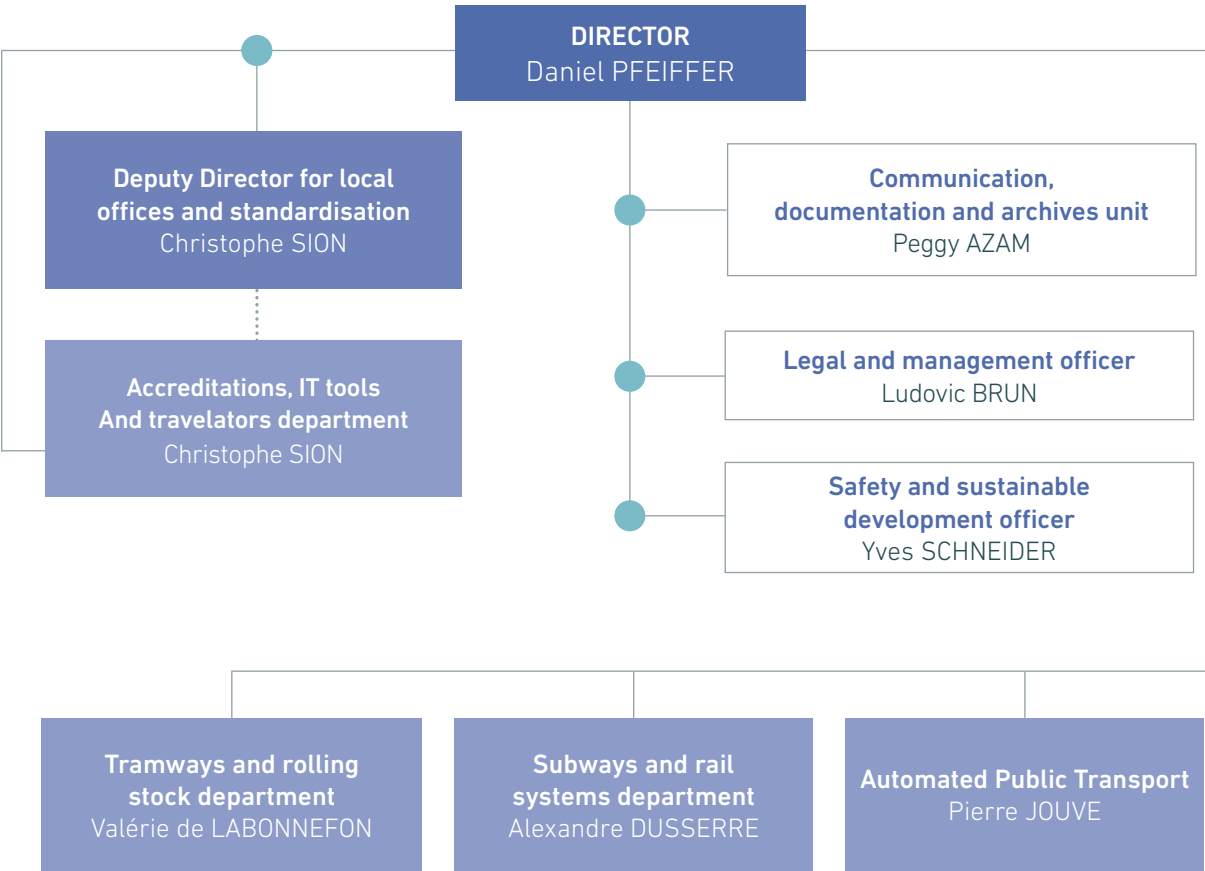 DIRECTOR
Daniel PFEIFFER
Deputy Director for local
offices and standardisation
Christophe SION
Accreditations, IT tools
And travelators department
Christophe SION
Communication,
documentation and archives unit
Peggy AZAM
Legal and management officer
Ludovic BRUN
Safety and sustainable
development officer
Yves SCHNEIDER
Tramways and rolling
stock department
Valérie de LABONNEFON
Subways and rail
systems department
Alexandre DUSSERRE
Automated Public Transport
Pierre JOUVE